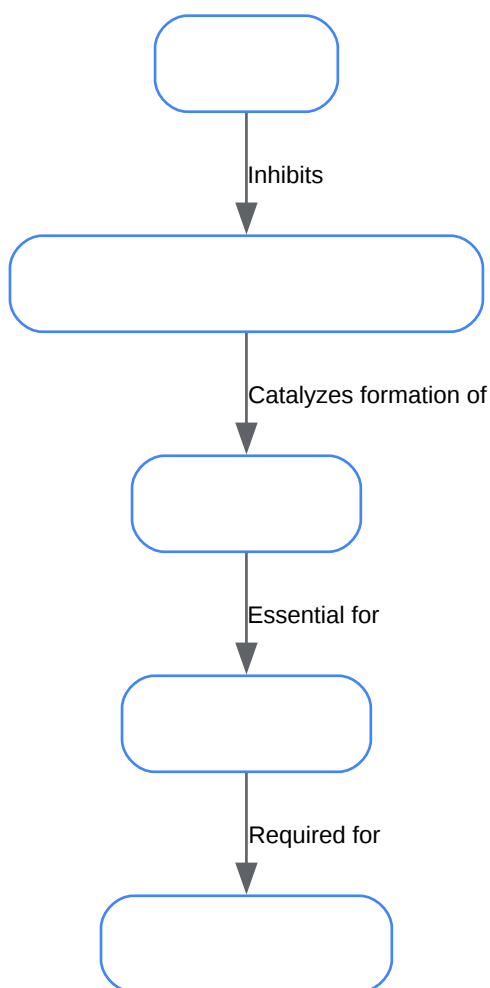 Inhibits
Catalyzes formation of
Essential for
Required for